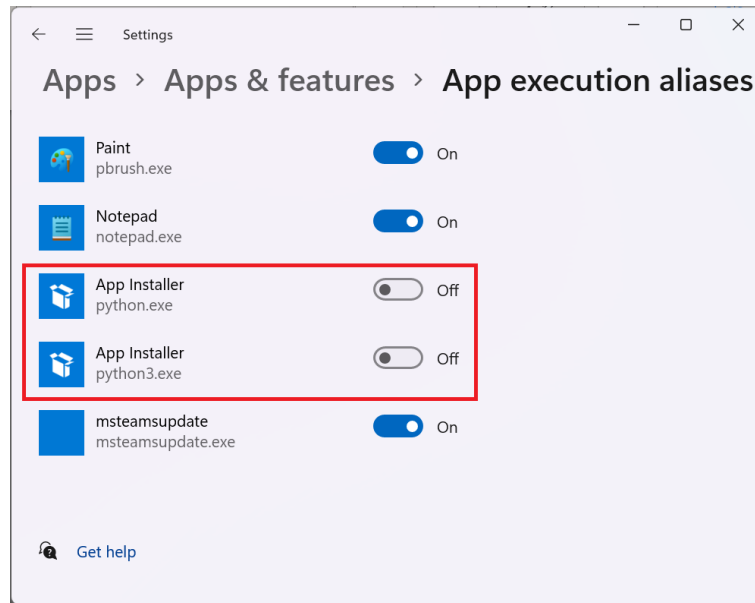 Settings
Apps > Apps & features > App execution aliases
Paint
pbrush.exe
On
Notepad
notepad.exe
On
App Installer
python.exe
Off
App Installer
python3.exe
Off
msteamsupdate
msteamsupdate.exe
On
Get help